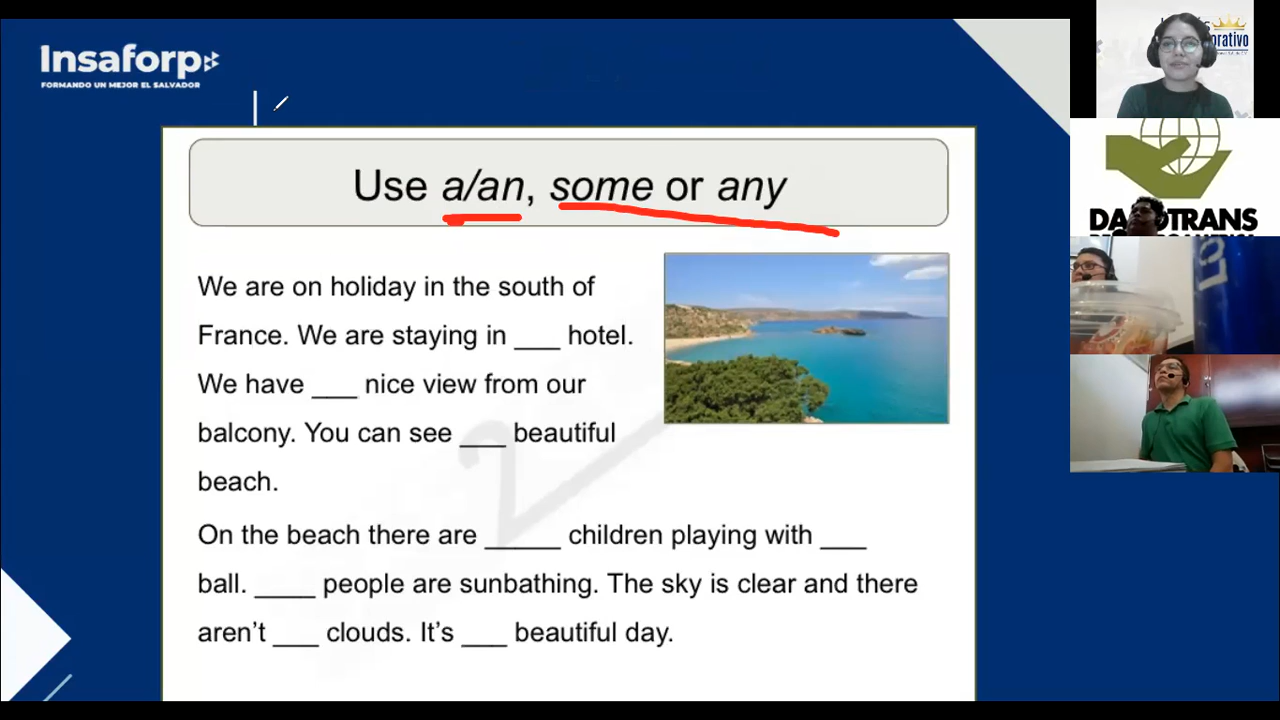 Insaforp
FORMANDO UN MEJOR EL SALVADOR
Use a/an, some or any
We are on holiday in the south of
France. We are staying in ___ hotel.
We have ___ nice view from our
balcony. You can see ___ beautiful
beach.
On the beach there are _____ children playing with ___
ball. ____ people are sunbathing. The sky is clear and there
aren't ___ clouds. It's ___ beautiful day.